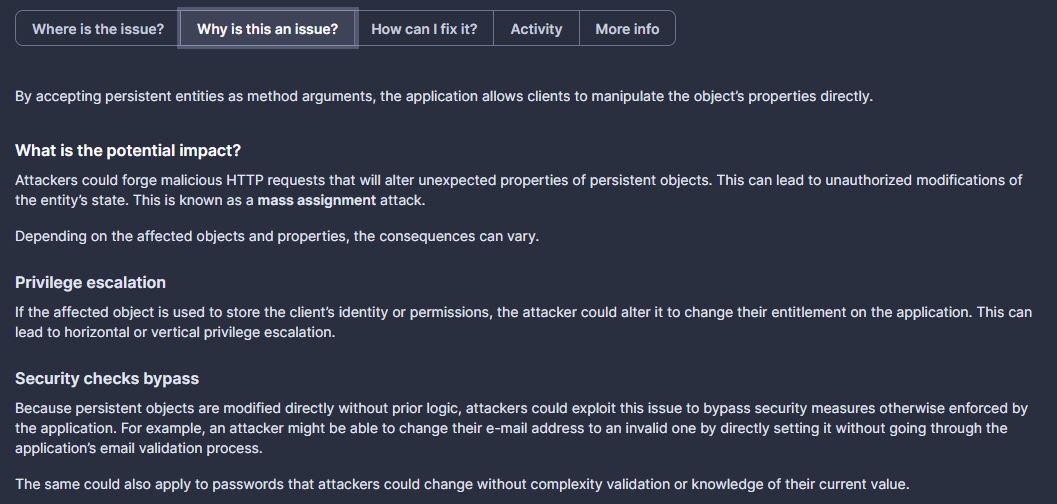 Where is the issue? Why is this an issue? How can I fix it? Activity More info
By accepting persistent entities as method arguments, the application allows clients to manipulate the object’s properties directly.
What is the potential impact?
Attackers could forge malicious HTTP requests that will alter unexpected properties of persistent objects. This can lead to unauthorized modifications of
the entity’s state. This is known as a mass assignment attack.
Depending on the affected objects and properties, the consequences can vary.
Privilege escalation
If the affected object is used to store the client’s identity or permissions, the attacker could alter it to change their entitlement on the application. This can
lead to horizontal or vertical privilege escalation.
Security checks bypass
Because persistent objects are modified directly without prior logic, attackers could exploit this issue to bypass security measures otherwise enforced by
the application. For example, an attacker might be able to change their e-mail address to an invalid one by directly setting it without going through the
application’s email validation process.
The same could also apply to passwords that attackers could change without complexity validation or knowledge of their current value.